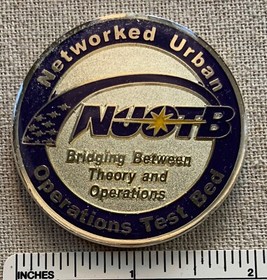 Networked Urban
NUOTB
Bridging Between
Theory and
Operations
Operations Test Bed
INCHES 1 2